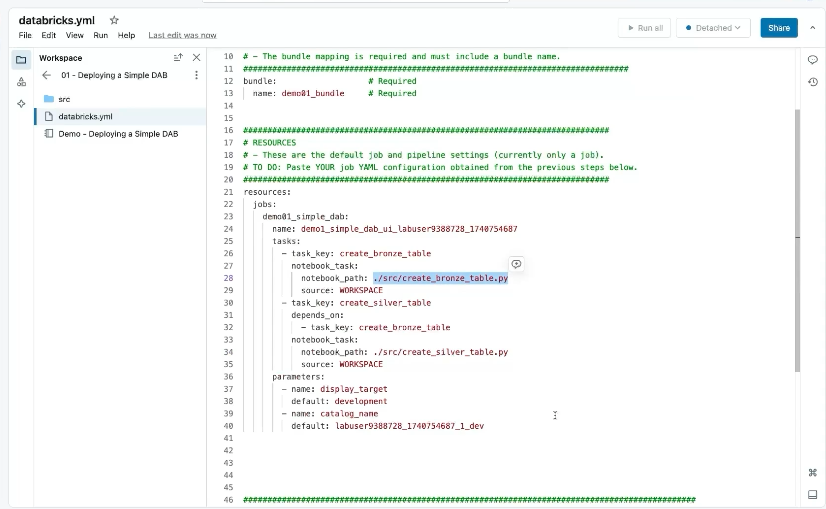 databricks.yml
File Edit View Run Help Last edit was now
Run all
Detached
Share
Workspace
01 - Deploying a Simple DAB
src
databricks.yml
Demo - Deploying a Simple DAB
10 # - The bundle mapping is required and must include a bundle name.
11 ################################################################################
12 bundle: # Required
13 name: demo01_bundle # Required
14
15
16 ############################################################################
17 # RESOURCES
18 # - These are the default job and pipeline settings (currently only a job).
19 # TO DO: Paste YOUR job YAML configuration obtained from the previous steps below.
20 ############################################################################
21 resources:
22 jobs:
23 demo01_simple_dab:
24 name: demo1_simple_dab_ui_labuser9388728_1740754687
25 tasks:
26 - task_key: create_bronze_table
27 notebook_task:
28 notebook_path: ./src/create_bronze_table.py
29 source: WORKSPACE
30 - task_key: create_silver_table
31 depends_on:
32 - task_key: create_bronze_table
33 notebook_task:
34 notebook_path: ./src/create_silver_table.py
35 source: WORKSPACE
36 parameters:
37 - name: display_target
38 default: development
39 - name: catalog_name
40 default: labuser9388728_1740754687_1_dev
41
42
43
44
45
46 ##############################################################################################